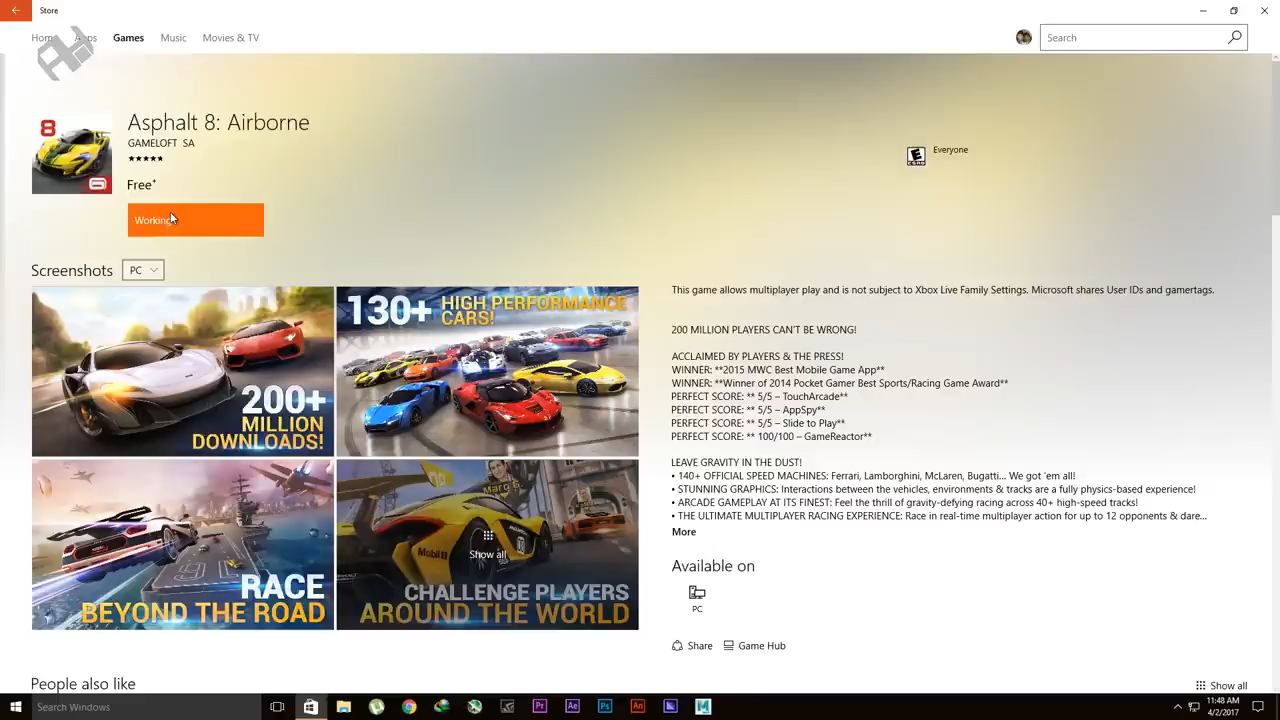 Store
Home Apps Games Music Movies & TV
Search
8
Asphalt 8: Airborne
GAMELOFT SA
Free+
Working
E
Everyone
Screenshots PC
200+
MILLION
DOWNLOADS!
130+ HIGH PERFORMANCE
CARS!
RACE
BEYOND THE ROAD
Show all
CHALLENGE PLAYERS
AROUND THE WORLD
This game allows multiplayer play and is not subject to Xbox Live Family Settings. Microsoft shares User IDs and gamertags.
200 MILLION PLAYERS CAN'T BE WRONG!
ACCLAIMED BY PLAYERS & THE PRESS!
WINNER: **2015 MWC Best Mobile Game App**
WINNER: **Winner of 2014 Pocket Gamer Best Sports/Racing Game Award**
PERFECT SCORE: ** 5/5 – TouchArcade**
PERFECT SCORE: ** 5/5 – AppSpy**
PERFECT SCORE: ** 5/5 – Slide to Play**
PERFECT SCORE: ** 100/100 – GameReactor**
LEAVE GRAVITY IN THE DUST!
• 140+ OFFICIAL SPEED MACHINES: Ferrari, Lamborghini, McLaren, Bugatti... We got 'em all!
• STUNNING GRAPHICS: Interactions between the vehicles, environments & tracks are a fully physics-based experience!
• ARCADE GAMEPLAY AT ITS FINEST: Feel the thrill of gravity-defying racing across 40+ high-speed tracks!
• THE ULTIMATE MULTIPLAYER RACING EXPERIENCE: Race in real-time multiplayer action for up to 12 opponents & dare...
More
Available on
PC
Share Game Hub
People also like
Show all
Search Windows
Pr Ae Ps An
11:48 AM
4/2/2017